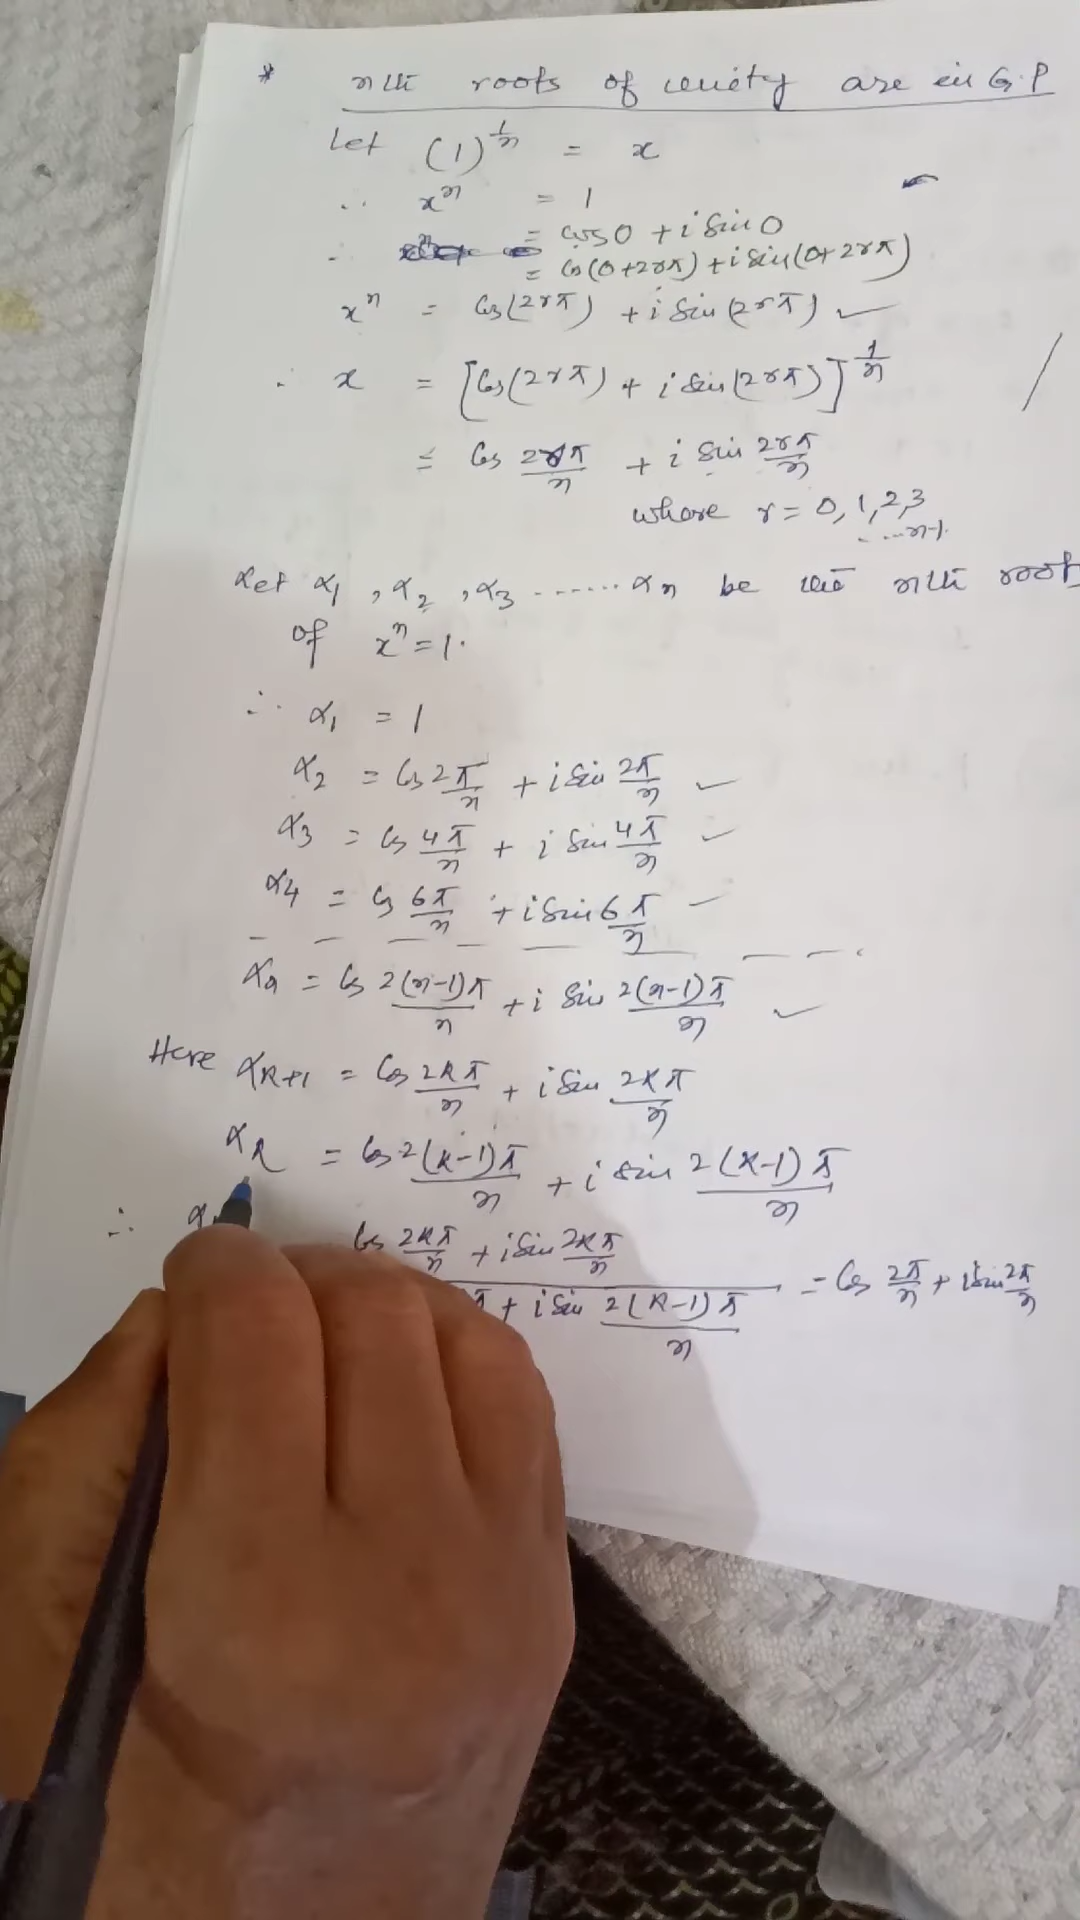 * nth roots of unity are in G.P
Let (1)^{1/n} = x
∴ x^n = 1
= cos 0 + i sin 0
∴ = Cos(0+2rπ) + i sin(0+2rπ)
x^n = Cos(2rπ) + i sin(2rπ) ✓
∴ x = [Cos(2rπ) + i sin(2rπ)]^{1/n}
= Cos 2rπ/n + i sin 2rπ/n
where r = 0, 1, 2, 3
.....n-1.
Let α₁, α₂, α₃ ....... αn be the nth roots
of x^n = 1.
∴ α₁ = 1
α₂ = Cos 2π/n + i sin 2π/n ✓
α₃ = Cos 4π/n + i sin 4π/n ✓
α₄ = Cos 6π/n + i sin 6π/n
αn = Cos 2(n-1)π/n + i sin 2(n-1)π/n ✓
Here α_{K+1} = Cos 2Kπ/n + i sin 2Kπ/n
α_K = Cos 2(K-1)π/n + i sin 2(K-1)π/n
∴ α Cos 2Kπ/n + i sin 2Kπ/n
π + i sin 2(K-1)π/n = Cos 2π/n + i sin 2π/n